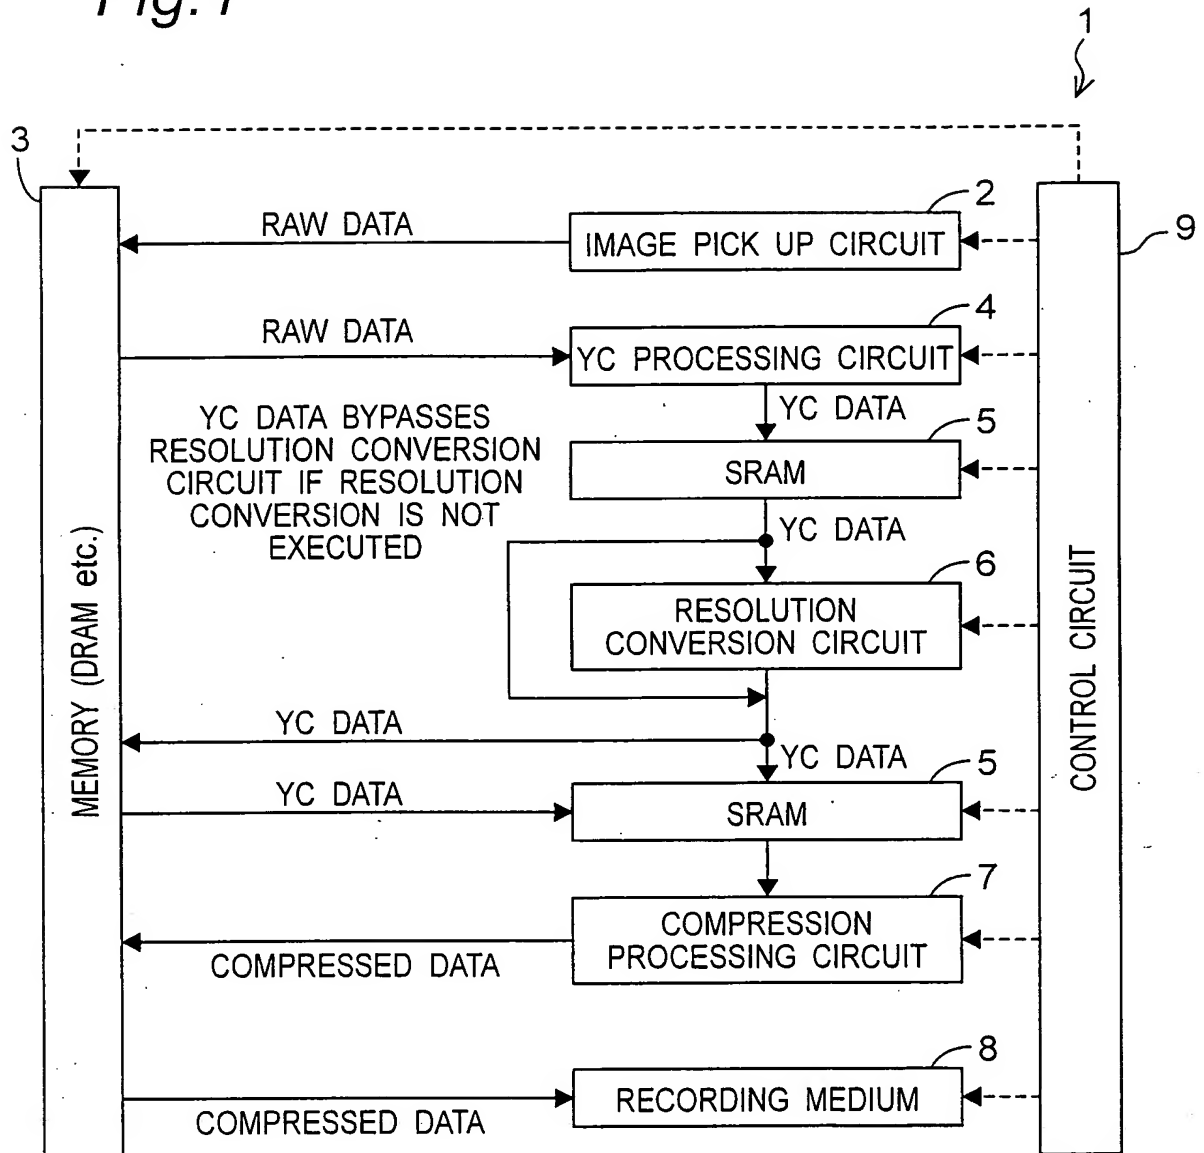 Fig.1
1
3
2
RAW DATA
IMAGE PICK UP CIRCUIT
9
4
RAW DATA
YC PROCESSING CIRCUIT
YC DATA
YC DATA BYPASSES
RESOLUTION CONVERSION
CIRCUIT IF RESOLUTION
CONVERSION IS NOT
EXECUTED
5
SRAM
YC DATA
6
RESOLUTION
CONVERSION CIRCUIT
MEMORY (DRAM etc.)
CONTROL CIRCUIT
YC DATA
YC DATA
5
YC DATA
SRAM
7
COMPRESSION
PROCESSING CIRCUIT
COMPRESSED DATA
8
RECORDING MEDIUM
COMPRESSED DATA